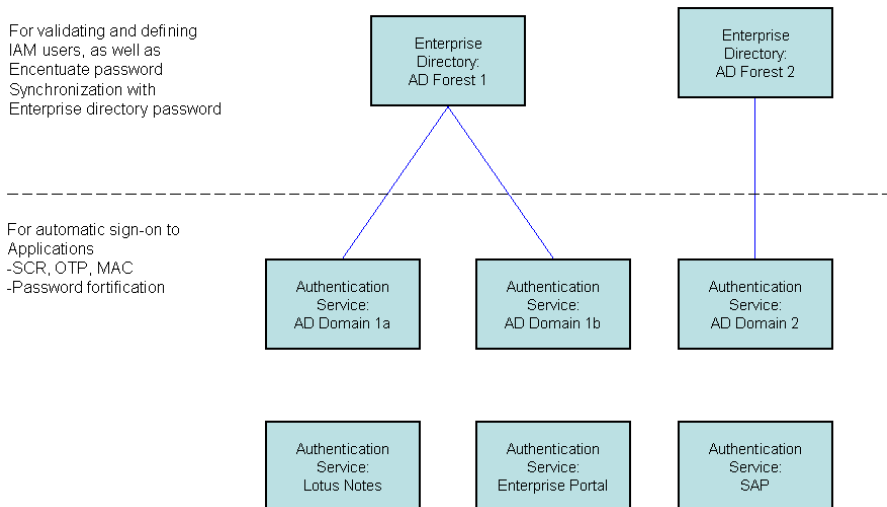 For validating and defining
IAM users, as well as
Encentuate password
Synchronization with
Enterprise directory password
Enterprise
Directory:
AD Forest 1
Enterprise
Directory:
AD Forest 2
For automatic sign-on to
Applications
-SCR, OTP, MAC
-Password fortification
Authentication
Service:
AD Domain 1a
Authentication
Service:
AD Domain 1b
Authentication
Service:
AD Domain 2
Authentication
Service:
Lotus Notes
Authentication
Service:
Enterprise Portal
Authentication
Service:
SAP